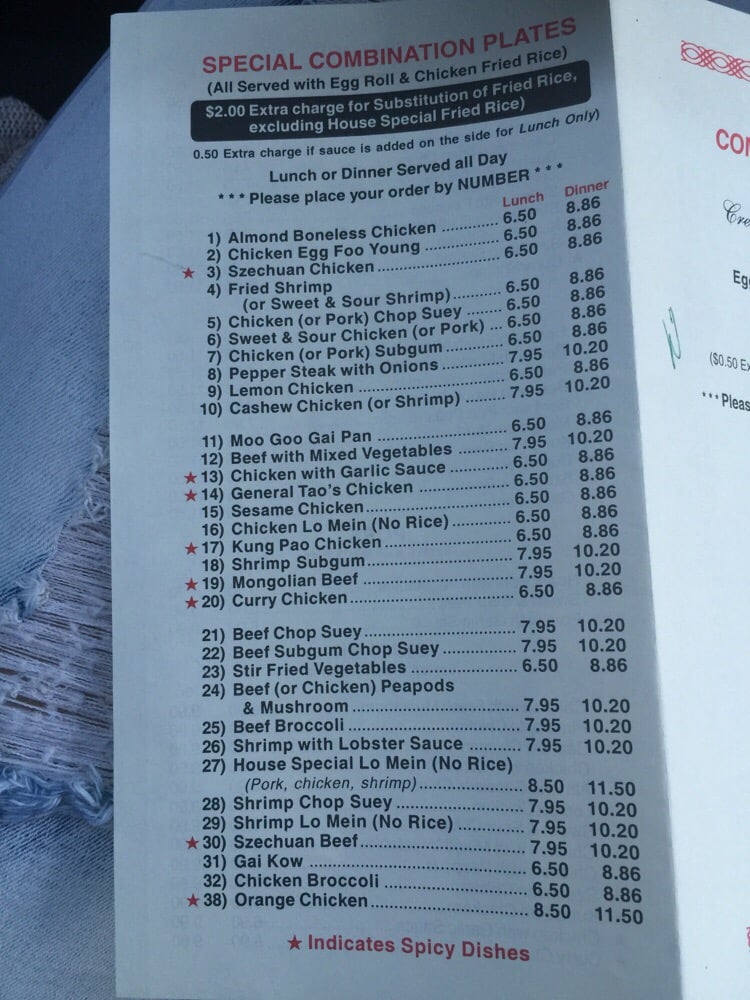 SPECIAL COMBINATION PLATES
(All Served with Egg Roll & Chicken Fried Rice)
$2.00 Extra charge for Substitution of Fried Rice,
excluding House Special Fried Rice)
0.50 Extra charge if sauce is added on the side for Lunch Only)
Lunch or Dinner Served all Day
*** Please place your order by NUMBER ***
Lunch Dinner
1) Almond Boneless Chicken ............ 6.50 8.86
2) Chicken Egg Foo Young ............... 6.50 8.86
★ 3) Szechuan Chicken ......................... 6.50 8.86
4) Fried Shrimp
(or Sweet & Sour Shrimp) ........... 6.50 8.86
5) Chicken (or Pork) Chop Suey ....... 6.50 8.86
6) Sweet & Sour Chicken (or Pork) ... 6.50 8.86
7) Chicken (or Pork) Subgum ............ 6.50 8.86
8) Pepper Steak with Onions ............. 7.95 10.20
9) Lemon Chicken ............................ 6.50 8.86
10) Cashew Chicken (or Shrimp) ......... 7.95 10.20
11) Moo Goo Gai Pan ......................... 6.50 8.86
12) Beef with Mixed Vegetables .......... 7.95 10.20
★ 13) Chicken with Garlic Sauce ............ 6.50 8.86
★ 14) General Tao's Chicken .................. 6.50 8.86
15) Sesame Chicken ........................... 6.50 8.86
16) Chicken Lo Mein (No Rice) ............ 6.50 8.86
★ 17) Kung Pao Chicken ........................ 6.50 8.86
18) Shrimp Subgum ........................... 7.95 10.20
★ 19) Mongolian Beef ............................ 7.95 10.20
★ 20) Curry Chicken .............................. 6.50 8.86
21) Beef Chop Suey ............................ 7.95 10.20
22) Beef Subgum Chop Suey .............. 7.95 10.20
23) Stir Fried Vegetables .................... 6.50 8.86
24) Beef (or Chicken) Peapods
& Mushroom ............................... 7.95 10.20
25) Beef Broccoli ............................... 7.95 10.20
26) Shrimp with Lobster Sauce .......... 7.95 10.20
27) House Special Lo Mein (No Rice)
(Pork, chicken, shrimp) .................. 8.50 11.50
28) Shrimp Chop Suey ....................... 7.95 10.20
29) Shrimp Lo Mein (No Rice) ............ 7.95 10.20
★ 30) Szechuan Beef ............................ 7.95 10.20
31) Gai Kow ...................................... 6.50 8.86
32) Chicken Broccoli ......................... 6.50 8.86
★ 38) Orange Chicken ........................... 8.50 11.50
★ Indicates Spicy Dishes
($0.50 Ex
*** Pleas